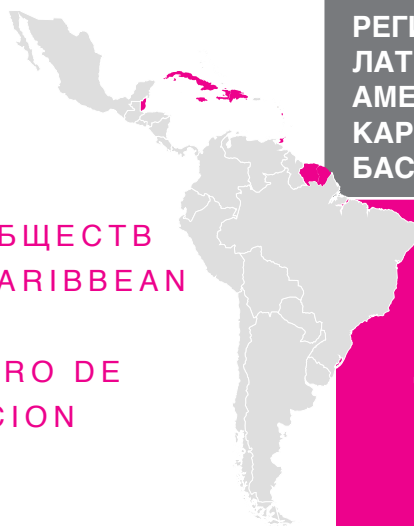 РЕГИ
ЛАТ
АМЕ
КАР
БАС
БЩЕСТВ
ARIBBEAN
RO DE
CION